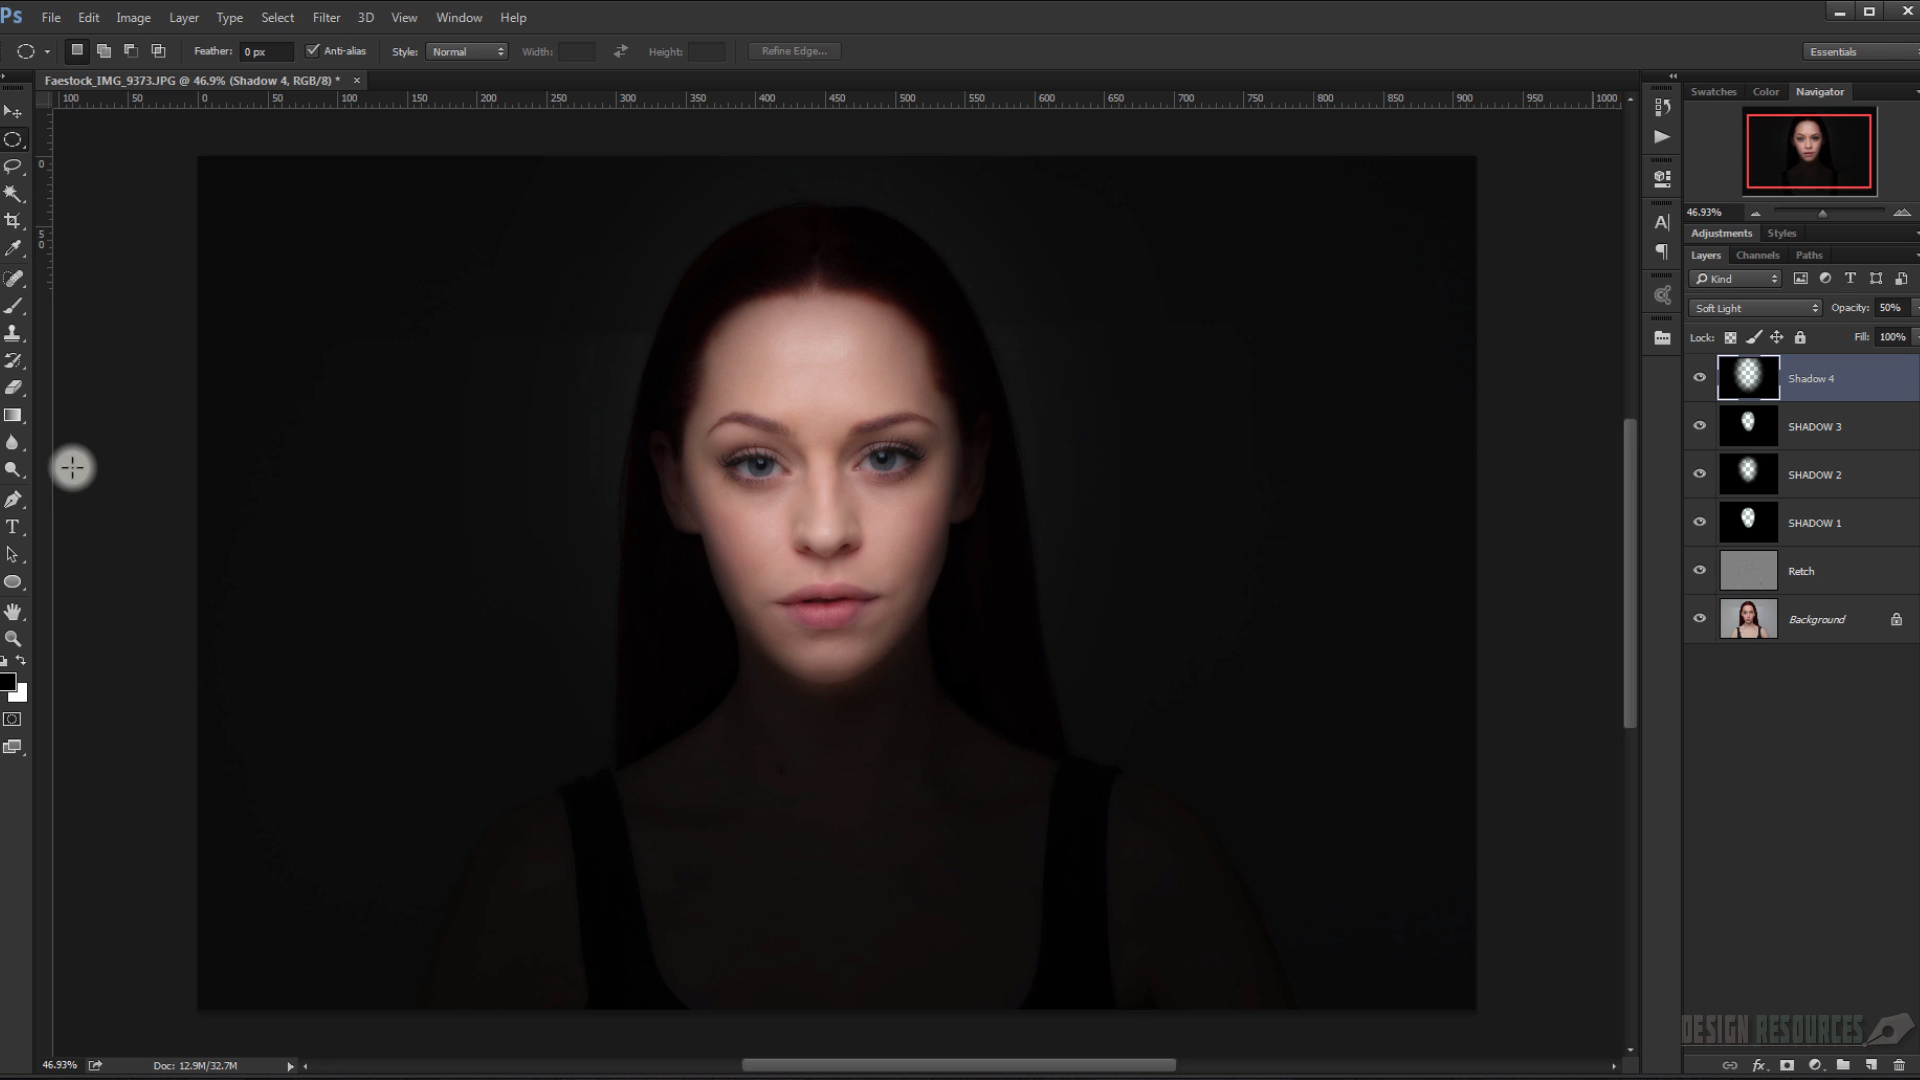 Ps File Edit Image Layer Type Select Filter 3D View Window Help
Feather: 0 px Anti-alias Style: Normal Width: Height: Refine Edge... Essentials
Faestock_IMG_9373.JPG @ 46.9% (Shadow 4, RGB/8) * ×
100 50 0 50 100 150 200 250 300 350 400 450 500 550 600 650 700 750 800 850 900 950 1000
Swatches Color Navigator
0
50
46.93%
Adjustments Styles
Layers Channels Paths
Kind
Soft Light Opacity: 50%
Lock: Fill: 100%
Shadow 4
SHADOW 3
SHADOW 2
SHADOW 1
Retch
Background
DESIGN RESOURCES
46.93% Doc: 12.9M/32.7M
fx